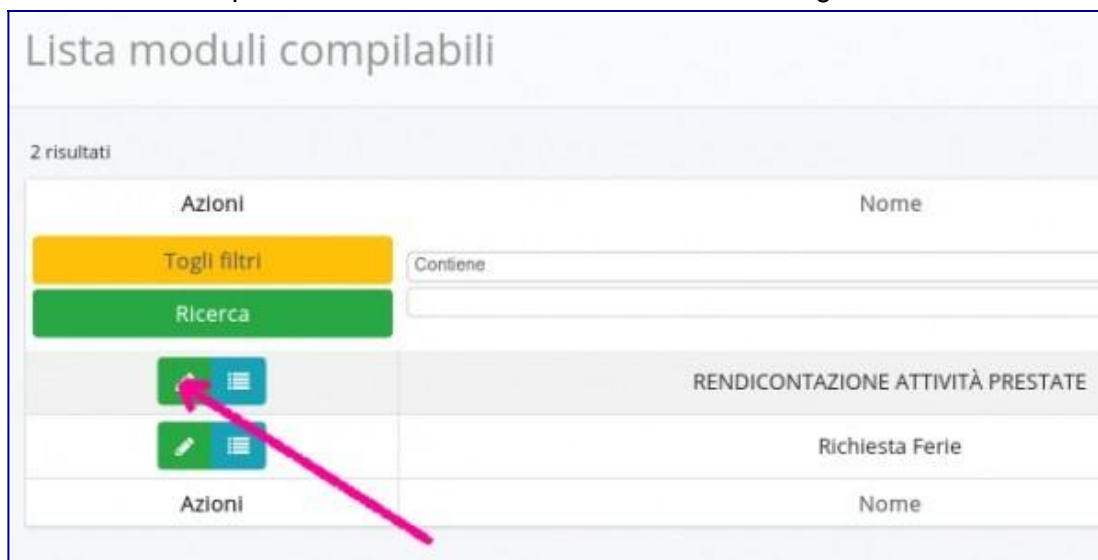 Lista moduli compilabili
2 risultati
Azioni Nome
Togli filtri Contiene
Ricerca
RENDICONTAZIONE ATTIVITÀ PRESTATE
Richiesta Ferie
Azioni Nome